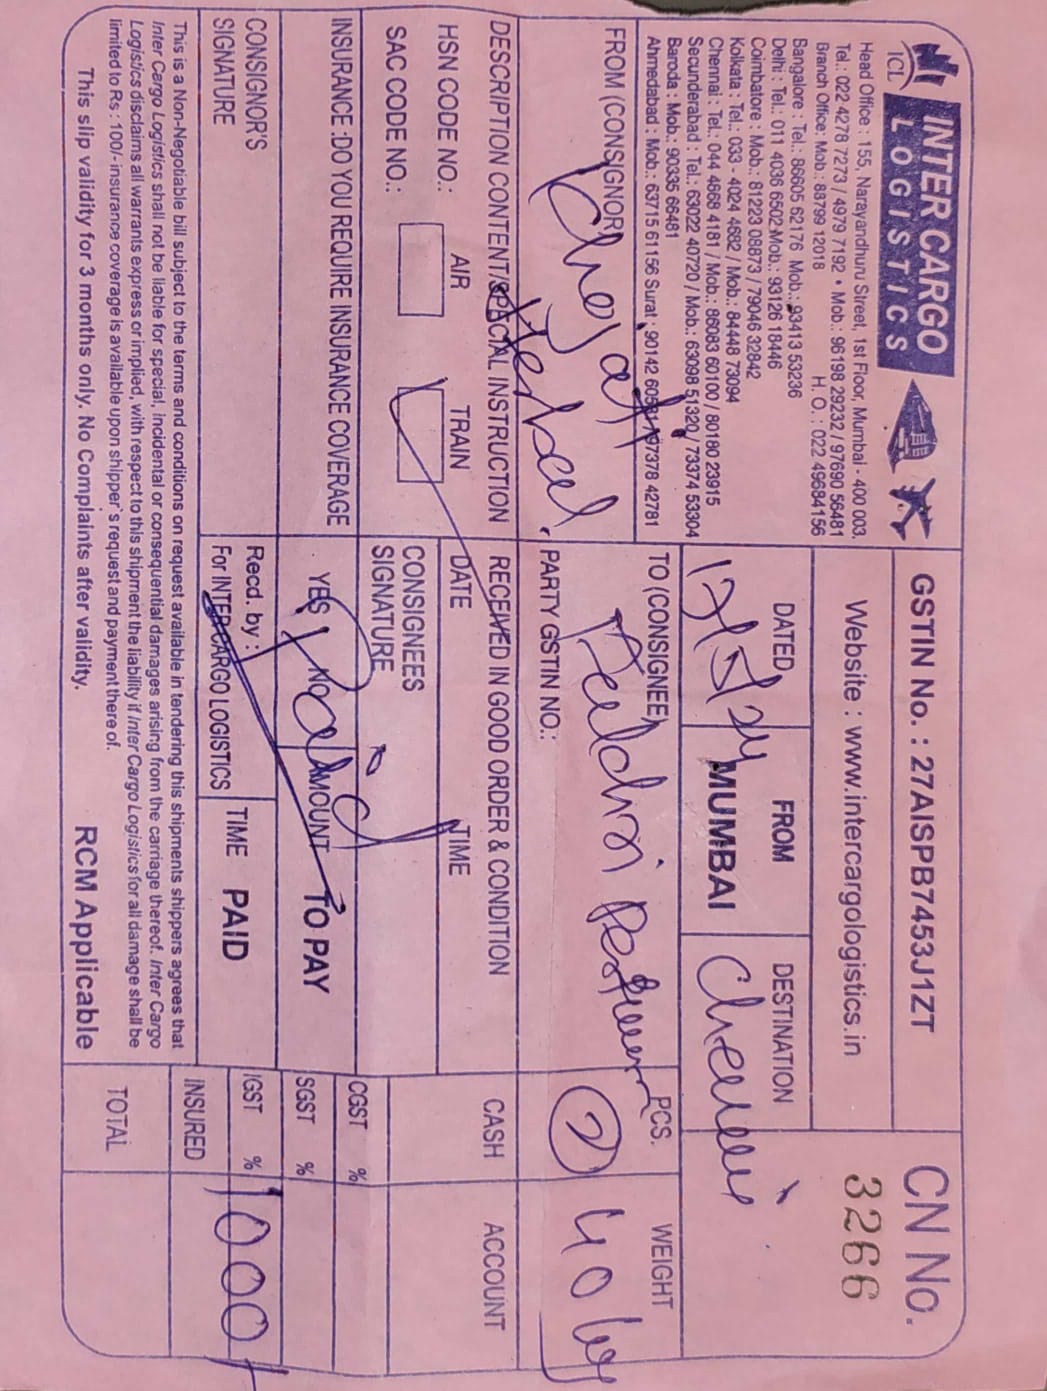 ICL
INTER CARGO
LOGISTICS
Head Office : 155, Narayandhuru Street, 1st Floor, Mumbai - 400 003.
Tel.: 022 4278 7273 / 4979 7192 • Mob.: 96198 29232 / 97690 56481
Branch Office: Mob.: 88799 12018 H. O. : 022 49684156
Bangalore : Tel.: 86605 62176 Mob.: 93413 53236
Delhi : Tel.: 011 4036 6502 Mob.: 93126 18446
Coimbatore : Mob.: 81223 08873 / 79046 32842
Kolkata : Tel.: 033 - 4024 4682 / Mob.: 84448 73094
Chennai : Tel.: 044 4668 4181 / Mob.: 86083 60100 / 80180 23915
Secunderabad : Tel.: 63022 40720 / Mob.: 63098 51320 / 73374 53304
Baroda : Mob.: 90336 66481
Ahmedabad : Mob.: 63715 61156 Surat : 90142 / 97378 42781
GSTIN No. : 27AISPB7453J1ZT
Website : www.intercargologistics.in
CN No.
3266
DATED
FROM
MUMBAI
DESTINATION
Chennai
FROM (CONSIGNOR)
Herbal
TO (CONSIGNEE)
PARTY GSTIN NO.:
PCS.
2
WEIGHT
40 kg
DESCRIPTION CONTENT/SPACIAL INSTRUCTION
HSN CODE NO.:
SAC CODE NO.:
AIR
TRAIN
RECEIVED IN GOOD ORDER & CONDITION
DATE
TIME
CONSIGNEES
SIGNATURE
CASH
ACCOUNT
INSURANCE :DO YOU REQUIRE INSURANCE COVERAGE
YES / NO
AMOUNT
TO PAY
Paid
CGST %
SGST %
IGST %
1000
INSURED
TOTAL
CONSIGNOR'S
SIGNATURE
Recd. by :
For INTER CARGO LOGISTICS
TIME
PAID
This is a Non-Negotiable bill subject to the terms and conditions on request available in tendering this shipments shippers agrees that
Inter Cargo Logistics shall not be liable for special, incidental or consequential damages arising from the carriage thereof. Inter Cargo
Logistics disclaims all warrants express or implied, with respect to this shipment the liability if Inter Cargo Logistics for all damage shall be
limited to Rs : 100/- insurance coverage is available upon shipper's request and payment there of.
This slip validity for 3 months only. No Complaints after validity.
RCM Applicable